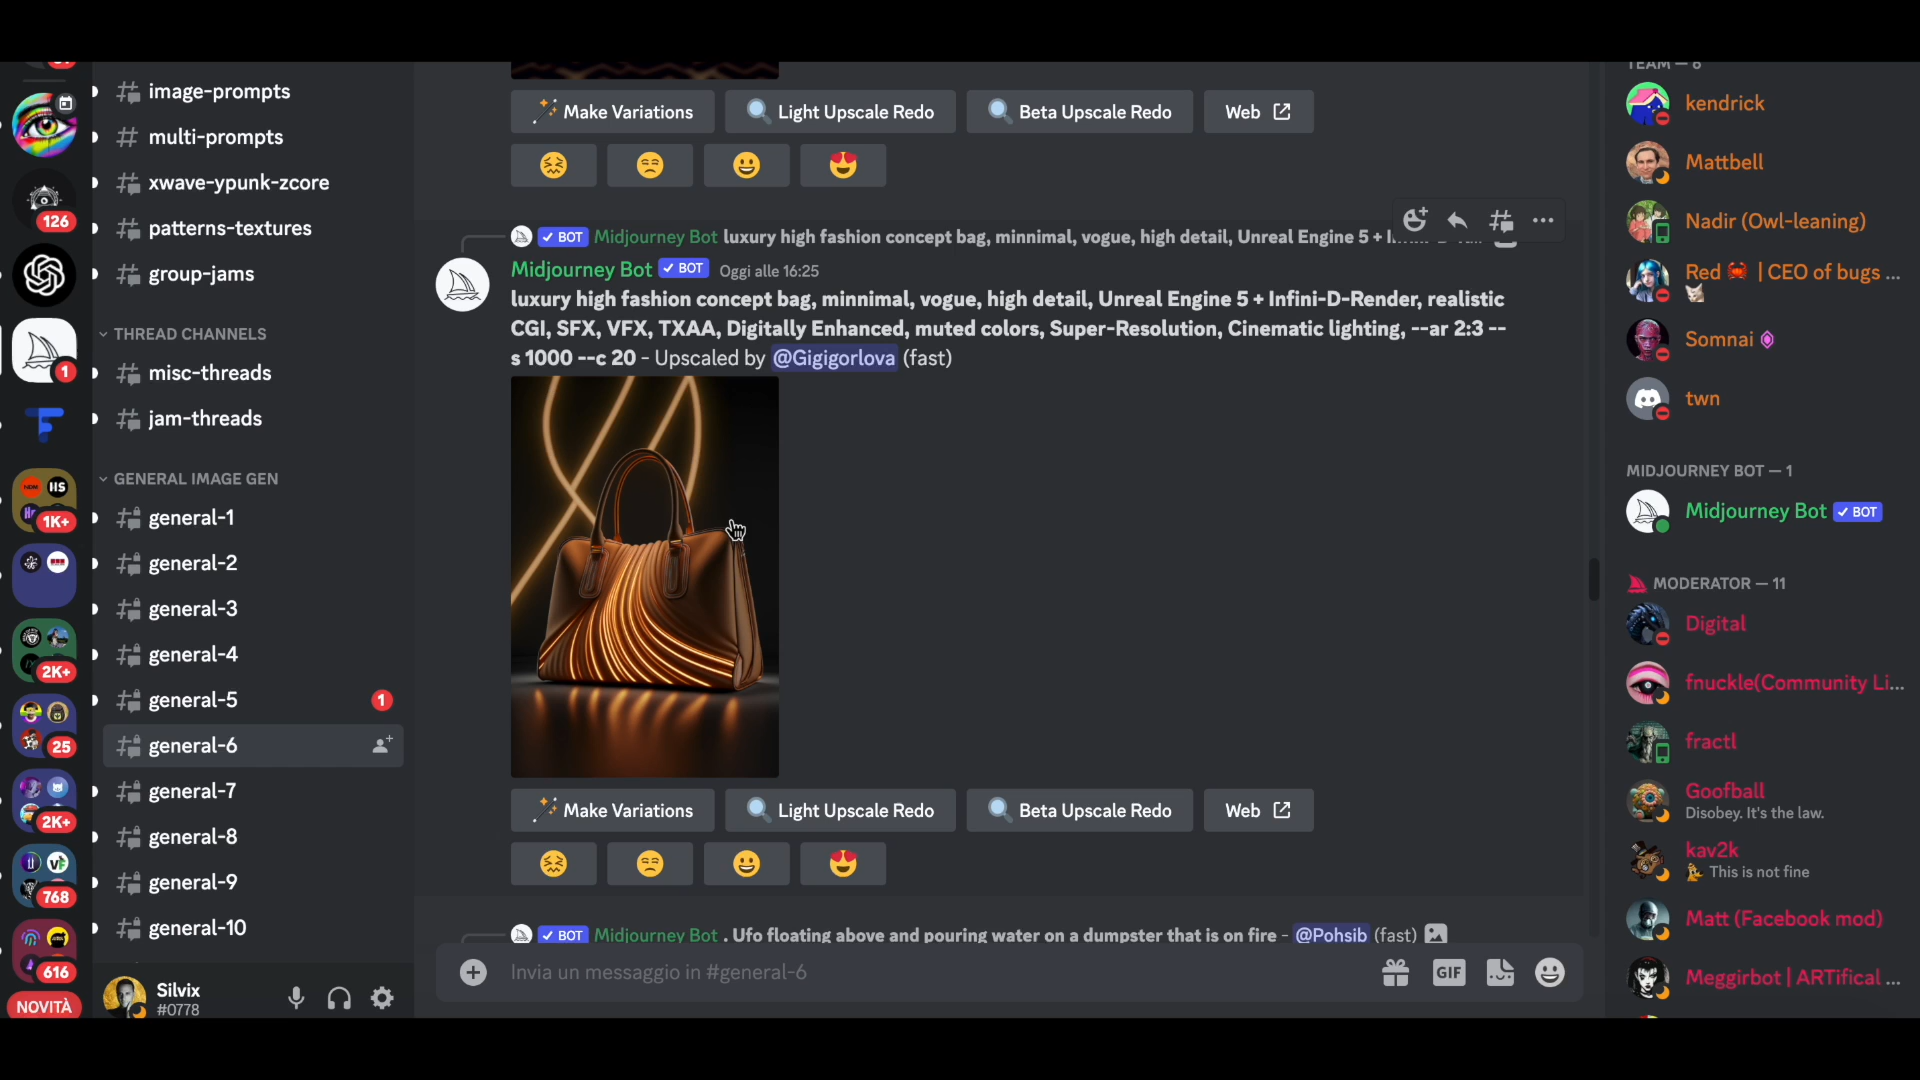 image-prompts
multi-prompts
xwave-ypunk-zcore
patterns-textures
group-jams
THREAD CHANNELS
misc-threads
jam-threads
GENERAL IMAGE GEN
general-1
general-2
general-3
general-4
general-5
1
general-6
general-7
general-8
general-9
general-10
126
1
1K+
2K+
25
2K+
768
616
NOVITÀ
Silvix
#0778
Make Variations
Light Upscale Redo
Beta Upscale Redo
Web
BOT Midjourney Bot luxury high fashion concept bag, minnimal, vogue, high detail, Unreal Engine 5 +
Midjourney Bot BOT Oggi alle 16:25
luxury high fashion concept bag, minnimal, vogue, high detail, Unreal Engine 5 + Infini-D-Render, realistic
CGI, SFX, VFX, TXAA, Digitally Enhanced, muted colors, Super-Resolution, Cinematic lighting, --ar 2:3 --
s 1000 --c 20 - Upscaled by @Gigigorlova (fast)
Make Variations
Light Upscale Redo
Beta Upscale Redo
Web
BOT Midjourney Bot . Ufo floating above and pouring water on a dumpster that is on fire - @Pohsib (fast)
Invia un messaggio in #general-6
GIF
TEAM — 6
kendrick
Mattbell
Nadir (Owl-leaning)
Red | CEO of bugs ...
Somnai
twn
MIDJOURNEY BOT — 1
Midjourney Bot BOT
MODERATOR — 11
Digital
fnuckle(Community Li...
fractl
Goofball
Disobey. It's the law.
kav2k
This is not fine
Matt (Facebook mod)
Meggirbot | ARTifical ...